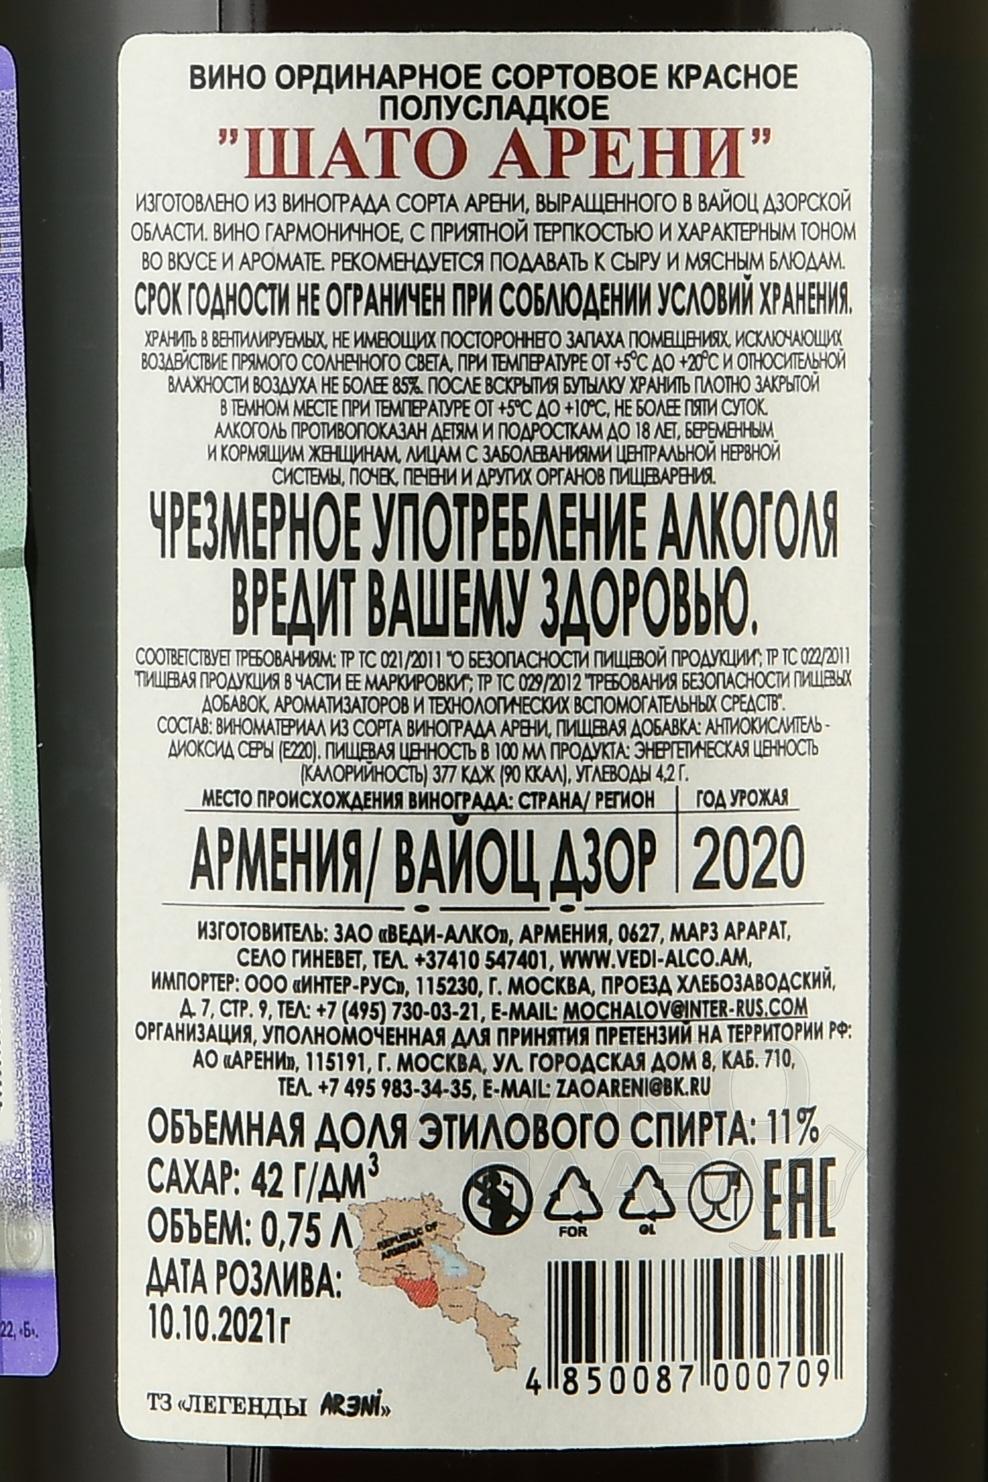 ВИНО ОРДИНАРНОЕ СОРТОВОЕ КРАСНОЕ
ПОЛУСЛАДКОЕ
"ШАТО АРЕНИ"
ИЗГОТОВЛЕНО ИЗ ВИНОГРАДА СОРТА АРЕНИ, ВЫРАЩЕННОГО В ВАЙОЦ ДЗОРСКОЙ
ОБЛАСТИ. ВИНО ГАРМОНИЧНОЕ, С ПРИЯТНОЙ ТЕРПКОСТЬЮ И ХАРАКТЕРНЫМ ТОНОМ
ВО ВКУСЕ И АРОМАТЕ. РЕКОМЕНДУЕТСЯ ПОДАВАТЬ К СЫРУ И МЯСНЫМ БЛЮДАМ.
СРОК ГОДНОСТИ НЕ ОГРАНИЧЕН ПРИ СОБЛЮДЕНИИ УСЛОВИЙ ХРАНЕНИЯ.
ХРАНИТЬ В ВЕНТИЛИРУЕМЫХ, НЕ ИМЕЮЩИХ ПОСТОРОННЕГО ЗАПАХА ПОМЕЩЕНИЯХ, ИСКЛЮЧАЮЩИХ
ВОЗДЕЙСТВИЕ ПРЯМОГО СОЛНЕЧНОГО СВЕТА, ПРИ ТЕМПЕРАТУРЕ ОТ +5°С ДО +20°С И ОТНОСИТЕЛЬНОЙ
ВЛАЖНОСТИ ВОЗДУХА НЕ БОЛЕЕ 85%. ПОСЛЕ ВСКРЫТИЯ БУТЫЛКУ ХРАНИТЬ ПЛОТНО ЗАКРЫТОЙ
В ТЕМНОМ МЕСТЕ ПРИ ТЕМПЕРАТУРЕ ОТ +5°С ДО +10°С, НЕ БОЛЕЕ ПЯТИ СУТОК.
АЛКОГОЛЬ ПРОТИВОПОКАЗАН ДЕТЯМ И ПОДРОСТКАМ ДО 18 ЛЕТ, БЕРЕМЕННЫМ
И КОРМЯЩИМ ЖЕНЩИНАМ, ЛИЦАМ С ЗАБОЛЕВАНИЯМИ ЦЕНТРАЛЬНОЙ НЕРВНОЙ
СИСТЕМЫ, ПОЧЕК, ПЕЧЕНИ И ДРУГИХ ОРГАНОВ ПИЩЕВАРЕНИЯ.
ЧРЕЗМЕРНОЕ УПОТРЕБЛЕНИЕ АЛКОГОЛЯ
ВРЕДИТ ВАШЕМУ ЗДОРОВЬЮ.
СООТВЕТСТВУЕТ ТРЕБОВАНИЯМ: ТР ТС 021/2011 "О БЕЗОПАСНОСТИ ПИЩЕВОЙ ПРОДУКЦИИ"; ТР ТС 022/2011
"ПИЩЕВАЯ ПРОДУКЦИЯ В ЧАСТИ ЕЕ МАРКИРОВКИ"; ТР ТС 029/2012 "ТРЕБОВАНИЯ БЕЗОПАСНОСТИ ПИЩЕВЫХ
ДОБАВОК, АРОМАТИЗАТОРОВ И ТЕХНОЛОГИЧЕСКИХ ВСПОМОГАТЕЛЬНЫХ СРЕДСТВ".
СОСТАВ: ВИНОМАТЕРИАЛ ИЗ СОРТА ВИНОГРАДА АРЕНИ, ПИЩЕВАЯ ДОБАВКА: АНТИОКИСЛИТЕЛЬ -
ДИОКСИД СЕРЫ (Е220). ПИЩЕВАЯ ЦЕННОСТЬ В 100 МЛ ПРОДУКТА: ЭНЕРГЕТИЧЕСКАЯ ЦЕННОСТЬ
(КАЛОРИЙНОСТЬ) 377 КДЖ (90 ККАЛ), УГЛЕВОДЫ 4,2 Г.
МЕСТО ПРОИСХОЖДЕНИЯ ВИНОГРАДА: СТРАНА/ РЕГИОН ГОД УРОЖАЯ
АРМЕНИЯ/ ВАЙОЦ ДЗОР 2020
ИЗГОТОВИТЕЛЬ: ЗАО «ВЕДИ-АЛКО», АРМЕНИЯ, 0627, МАРЗ АРАРАТ,
СЕЛО ГИНЕВЕТ, ТЕЛ. +37410 547401, WWW.VEDI-ALCO.AM,
ИМПОРТЕР: ООО «ИНТЕР-РУС», 115230, Г. МОСКВА, ПРОЕЗД ХЛЕБОЗАВОДСКИЙ,
Д. 7, СТР. 9, ТЕЛ: +7 (495) 730-03-21, E-MAIL: MOCHALOV@INTER-RUS.COM
ОРГАНИЗАЦИЯ, УПОЛНОМОЧЕННАЯ ДЛЯ ПРИНЯТИЯ ПРЕТЕНЗИЙ НА ТЕРРИТОРИИ РФ:
АО «АРЕНИ», 115191, Г. МОСКВА, УЛ. ГОРОДСКАЯ ДОМ 8, КАБ. 710,
ТЕЛ. +7 495 983-34-35, E-MAIL: ZAOARENI@BK.RU
ОБЪЕМНАЯ ДОЛЯ ЭТИЛОВОГО СПИРТА: 11%
САХАР: 42 Г/ДМ³
ОБЪЕМ: 0,75 Л
ДАТА РОЗЛИВА:
10.10.2021г
FOR
GL
EAC
REPUBLIC OF
ARMENIA
4 850087 000709
ТЗ «ЛЕГЕНДЫ ARENI»
22, «Б».